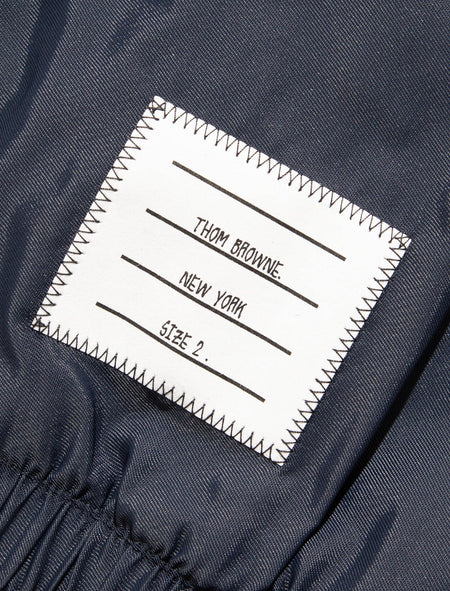 THOM BROWNE.
NEW YORK
SIZE 2.